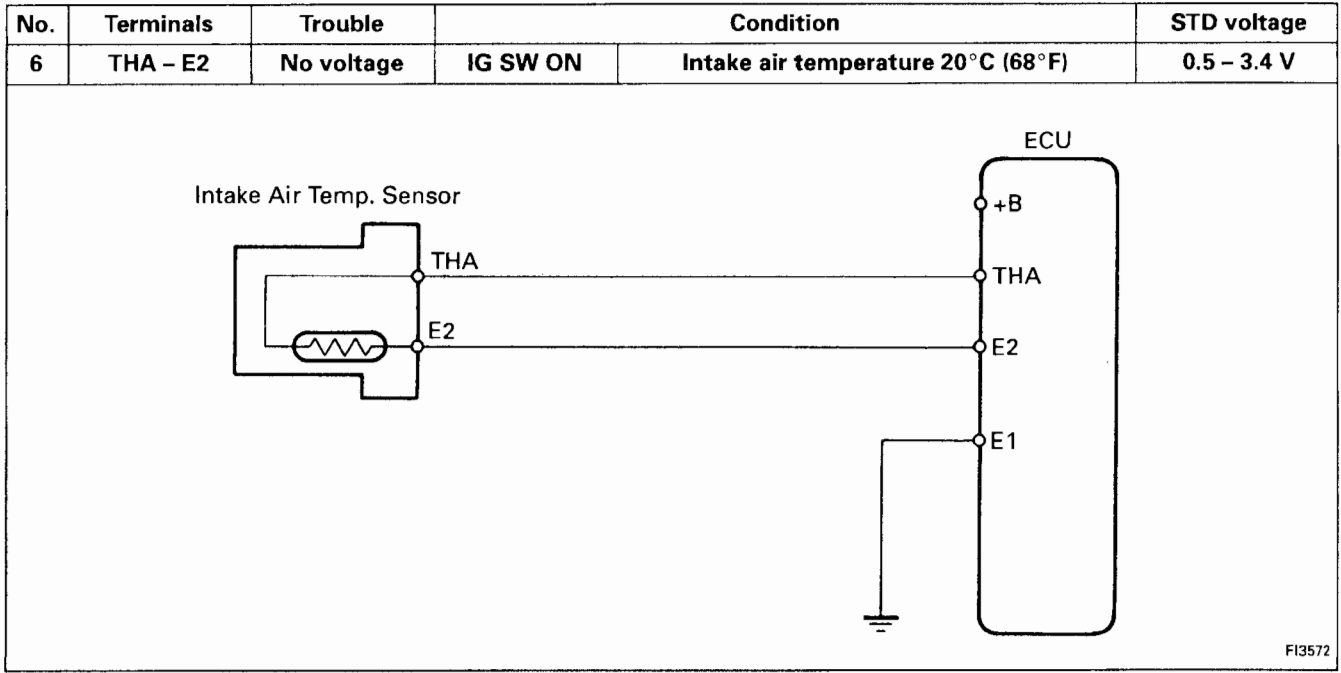 No. Terminals Trouble Condition STD voltage
6 THA – E2 No voltage IG SW ON Intake air temperature 20°C (68°F) 0.5 – 3.4 V
ECU
Intake Air Temp. Sensor
+B
THA
THA
E2
E2
E1
FI3572